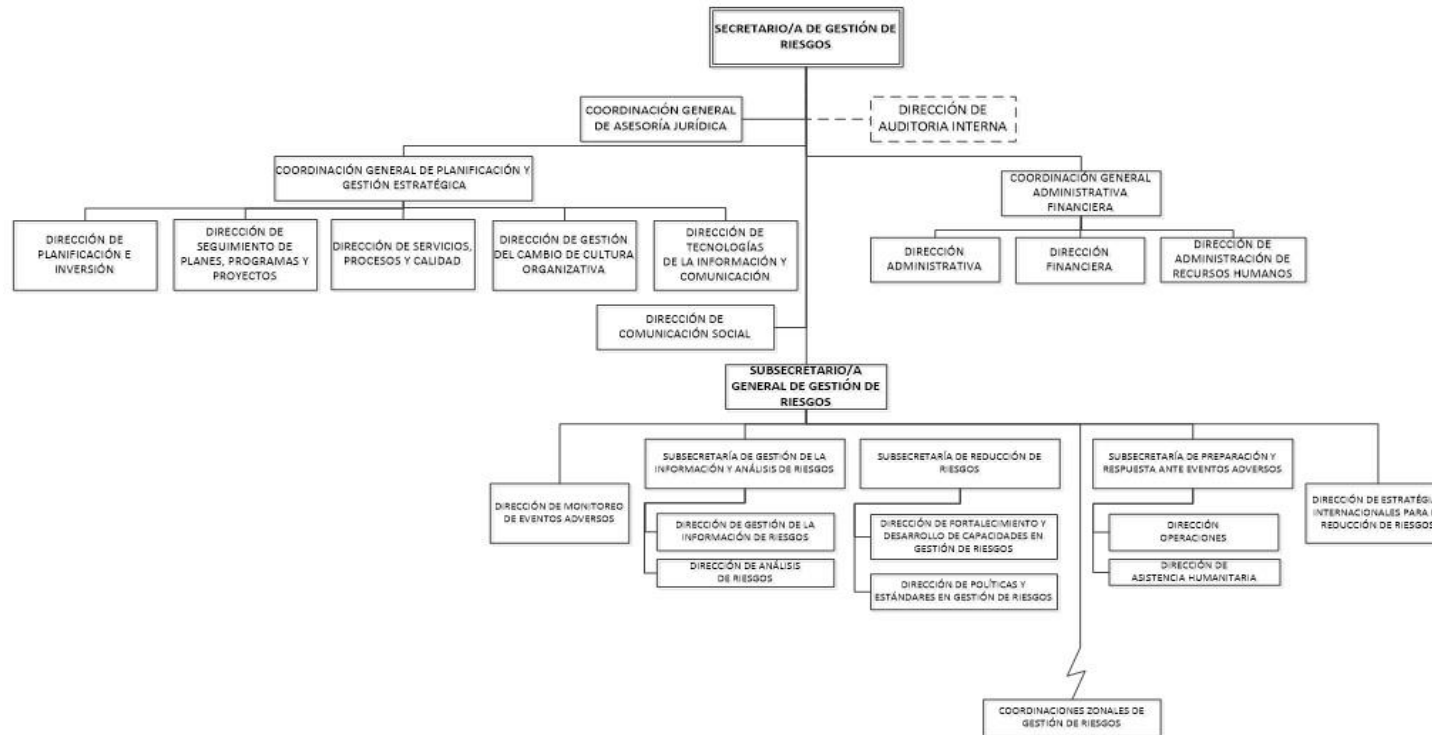 SECRETARIO/A DE GESTIÓN DE
RIESGOS
COORDINACIÓN GENERAL
DE ASESORÍA JURÍDICA
DIRECCIÓN DE
AUDITORIA INTERNA
COORDINACIÓN GENERAL DE PLANIFICACIÓN Y
GESTIÓN ESTRATÉGICA
COORDINACIÓN GENERAL
ADMINISTRATIVA
FINANCIERA
DIRECCIÓN DE
PLANIFICACIÓN E
INVERSIÓN
DIRECCIÓN DE
SEGUIMIENTO DE
PLANES, PROGRAMAS Y
PROYECTOS
DIRECCIÓN DE SERVICIOS,
PROCESOS Y CALIDAD
DIRECCIÓN DE GESTIÓN
DEL CAMBIO DE CULTURA
ORGANIZATIVA
DIRECCIÓN DE
TECNOLOGÍAS
DE LA INFORMACIÓN Y
COMUNICACIÓN
DIRECCIÓN
ADMINISTRATIVA
DIRECCIÓN
FINANCIERA
DIRECCIÓN DE
ADMINISTRACIÓN DE
RECURSOS HUMANOS
DIRECCIÓN DE
COMUNICACIÓN SOCIAL
SUBSECRETARIO/A
GENERAL DE GESTIÓN DE
RIESGOS
SUBSECRETARÍA DE GESTIÓN DE LA
INFORMACIÓN Y ANÁLISIS DE RIESGOS
SUBSECRETARÍA DE REDUCCIÓN DE
RIESGOS
SUBSECRETARÍA DE PREPARACIÓN Y
RESPUESTA ANTE EVENTOS ADVERSOS
DIRECCIÓN DE MONITOREO
DE EVENTOS ADVERSOS
DIRECCIÓN DE ESTRATÉGI
INTERNACIONALES PARA
REDUCCIÓN DE RIESGOS
DIRECCIÓN DE GESTIÓN DE LA
INFORMACIÓN DE RIESGOS
DIRECCIÓN DE ANÁLISIS
DE RIESGOS
DIRECCIÓN DE FORTALECIMIENTO Y
DESARROLLO DE CAPACIDADES EN
GESTIÓN DE RIESGOS
DIRECCIÓN DE POLÍTICAS Y
ESTÁNDARES EN GESTIÓN DE RIESGOS
DIRECCIÓN
OPERACIONES
DIRECCIÓN DE
ASISTENCIA HUMANITARIA
COORDINACIONES ZONALES DE
GESTIÓN DE RIESGOS